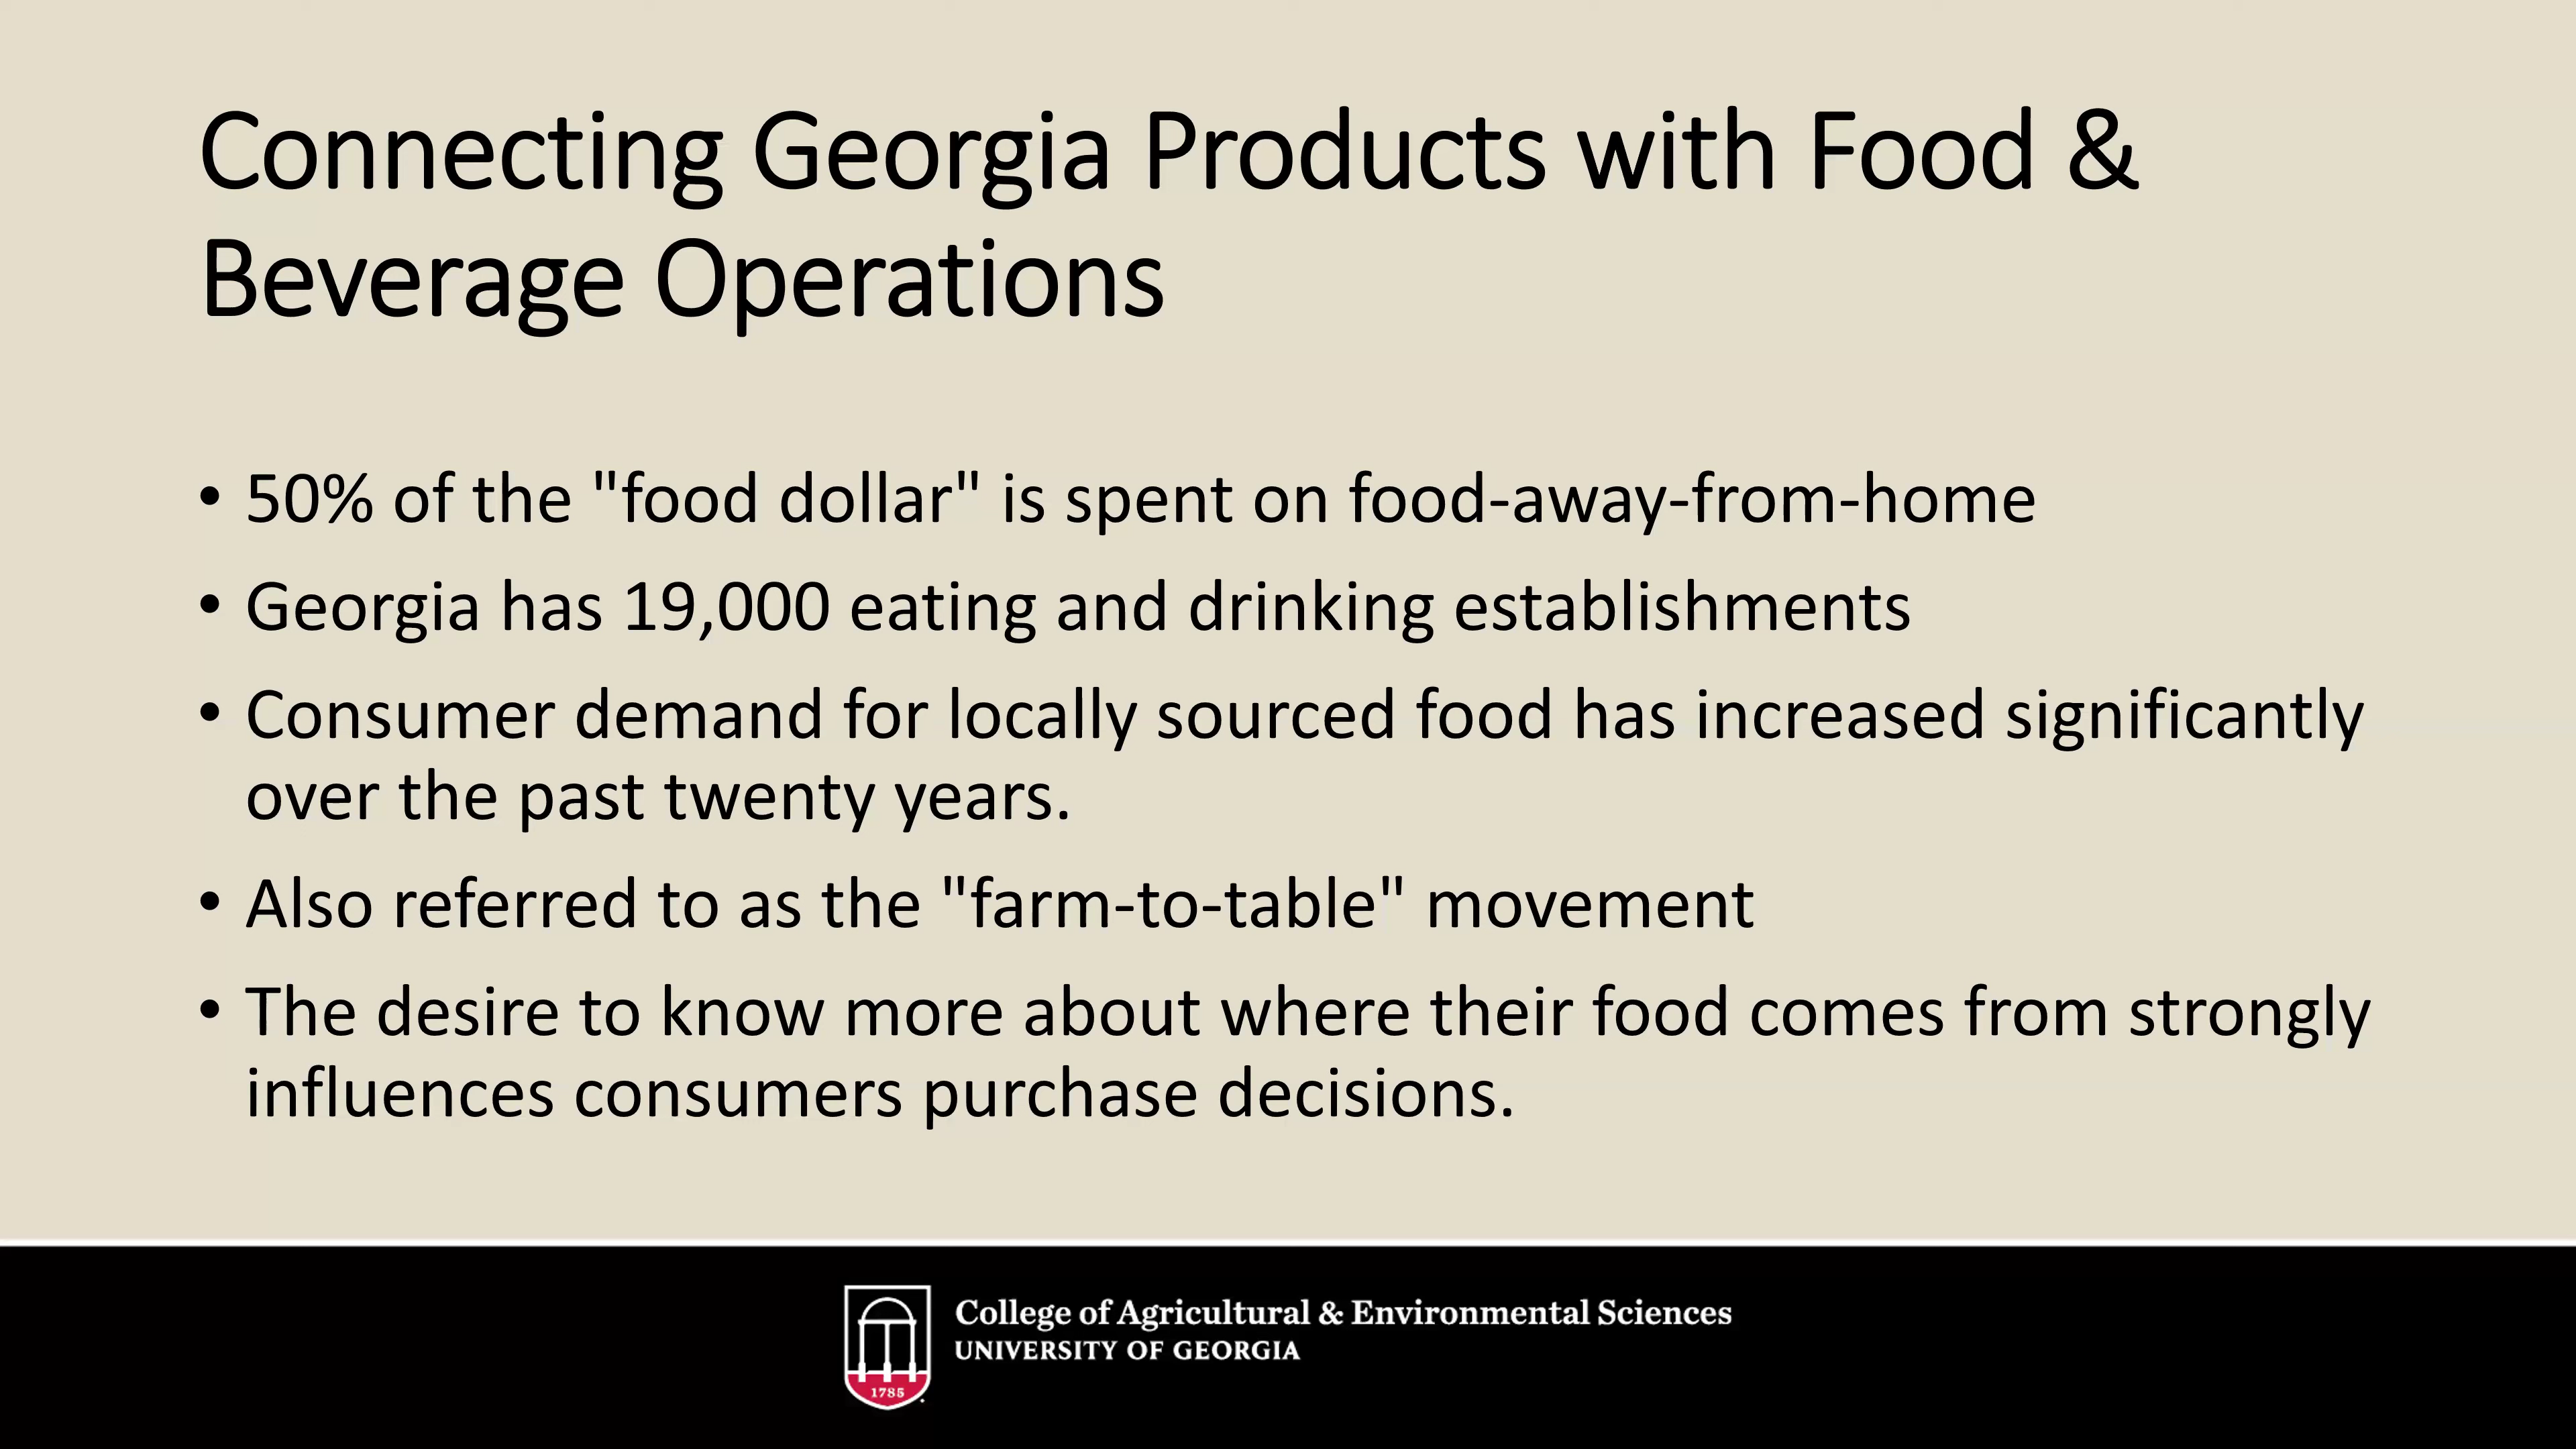 Connecting Georgia Products with Food &
Beverage Operations
• 50% of the "food dollar" is spent on food-away-from-home
• Georgia has 19,000 eating and drinking establishments
• Consumer demand for locally sourced food has increased significantly
over the past twenty years.
• Also referred to as the "farm-to-table" movement
• The desire to know more about where their food comes from strongly
influences consumers purchase decisions.
College of Agricultural & Environmental Sciences
UNIVERSITY OF GEORGIA
1785